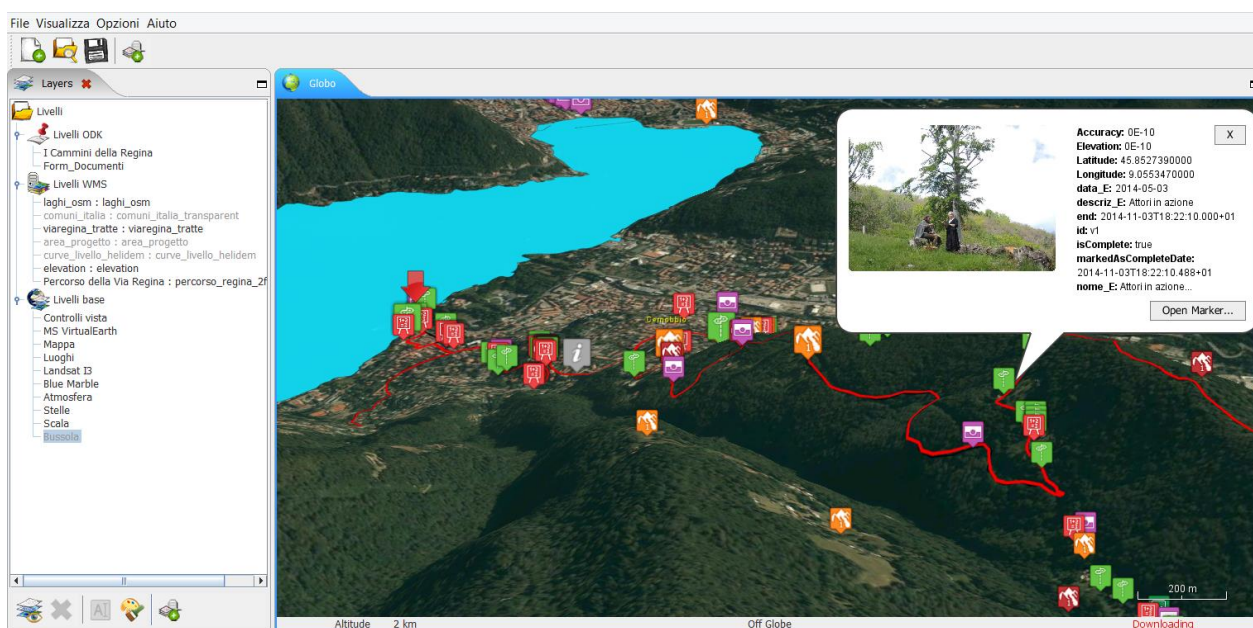 File Visualizza Opzioni Aiuto
Layers
Globo
Livelli
Livelli ODK
I Cammini della Regina
Form_Documenti
Livelli WMS
laghi_osm : laghi_osm
comuni_italia : comuni_italia_transparent
viaregina_tratte : viaregina_tratte
area_progetto : area_progetto
curve_livello_helidem : curve_livello_helidem
elevation : elevation
Percorso della Via Regina : percorso_regina_2f
Livelli base
Controlli vista
MS VirtualEarth
Mappa
Luoghi
Landsat I3
Blue Marble
Atmosfera
Stelle
Scala
Bussola
Accuracy: 0E-10
X
Elevation: 0E-10
Latitude: 45.8527390000
Longitude: 9.0553470000
data_E: 2014-05-03
descriz_E: Attori in azione
end: 2014-11-03T18:22:10.000+01
id: v1
isComplete: true
markedAsCompleteDate:
2014-11-03T18:22:10.488+01
nome_E: Attori in azione...
Open Marker...
Cernobbio
200 m
Altitude 2 km
Off Globe
Downloading